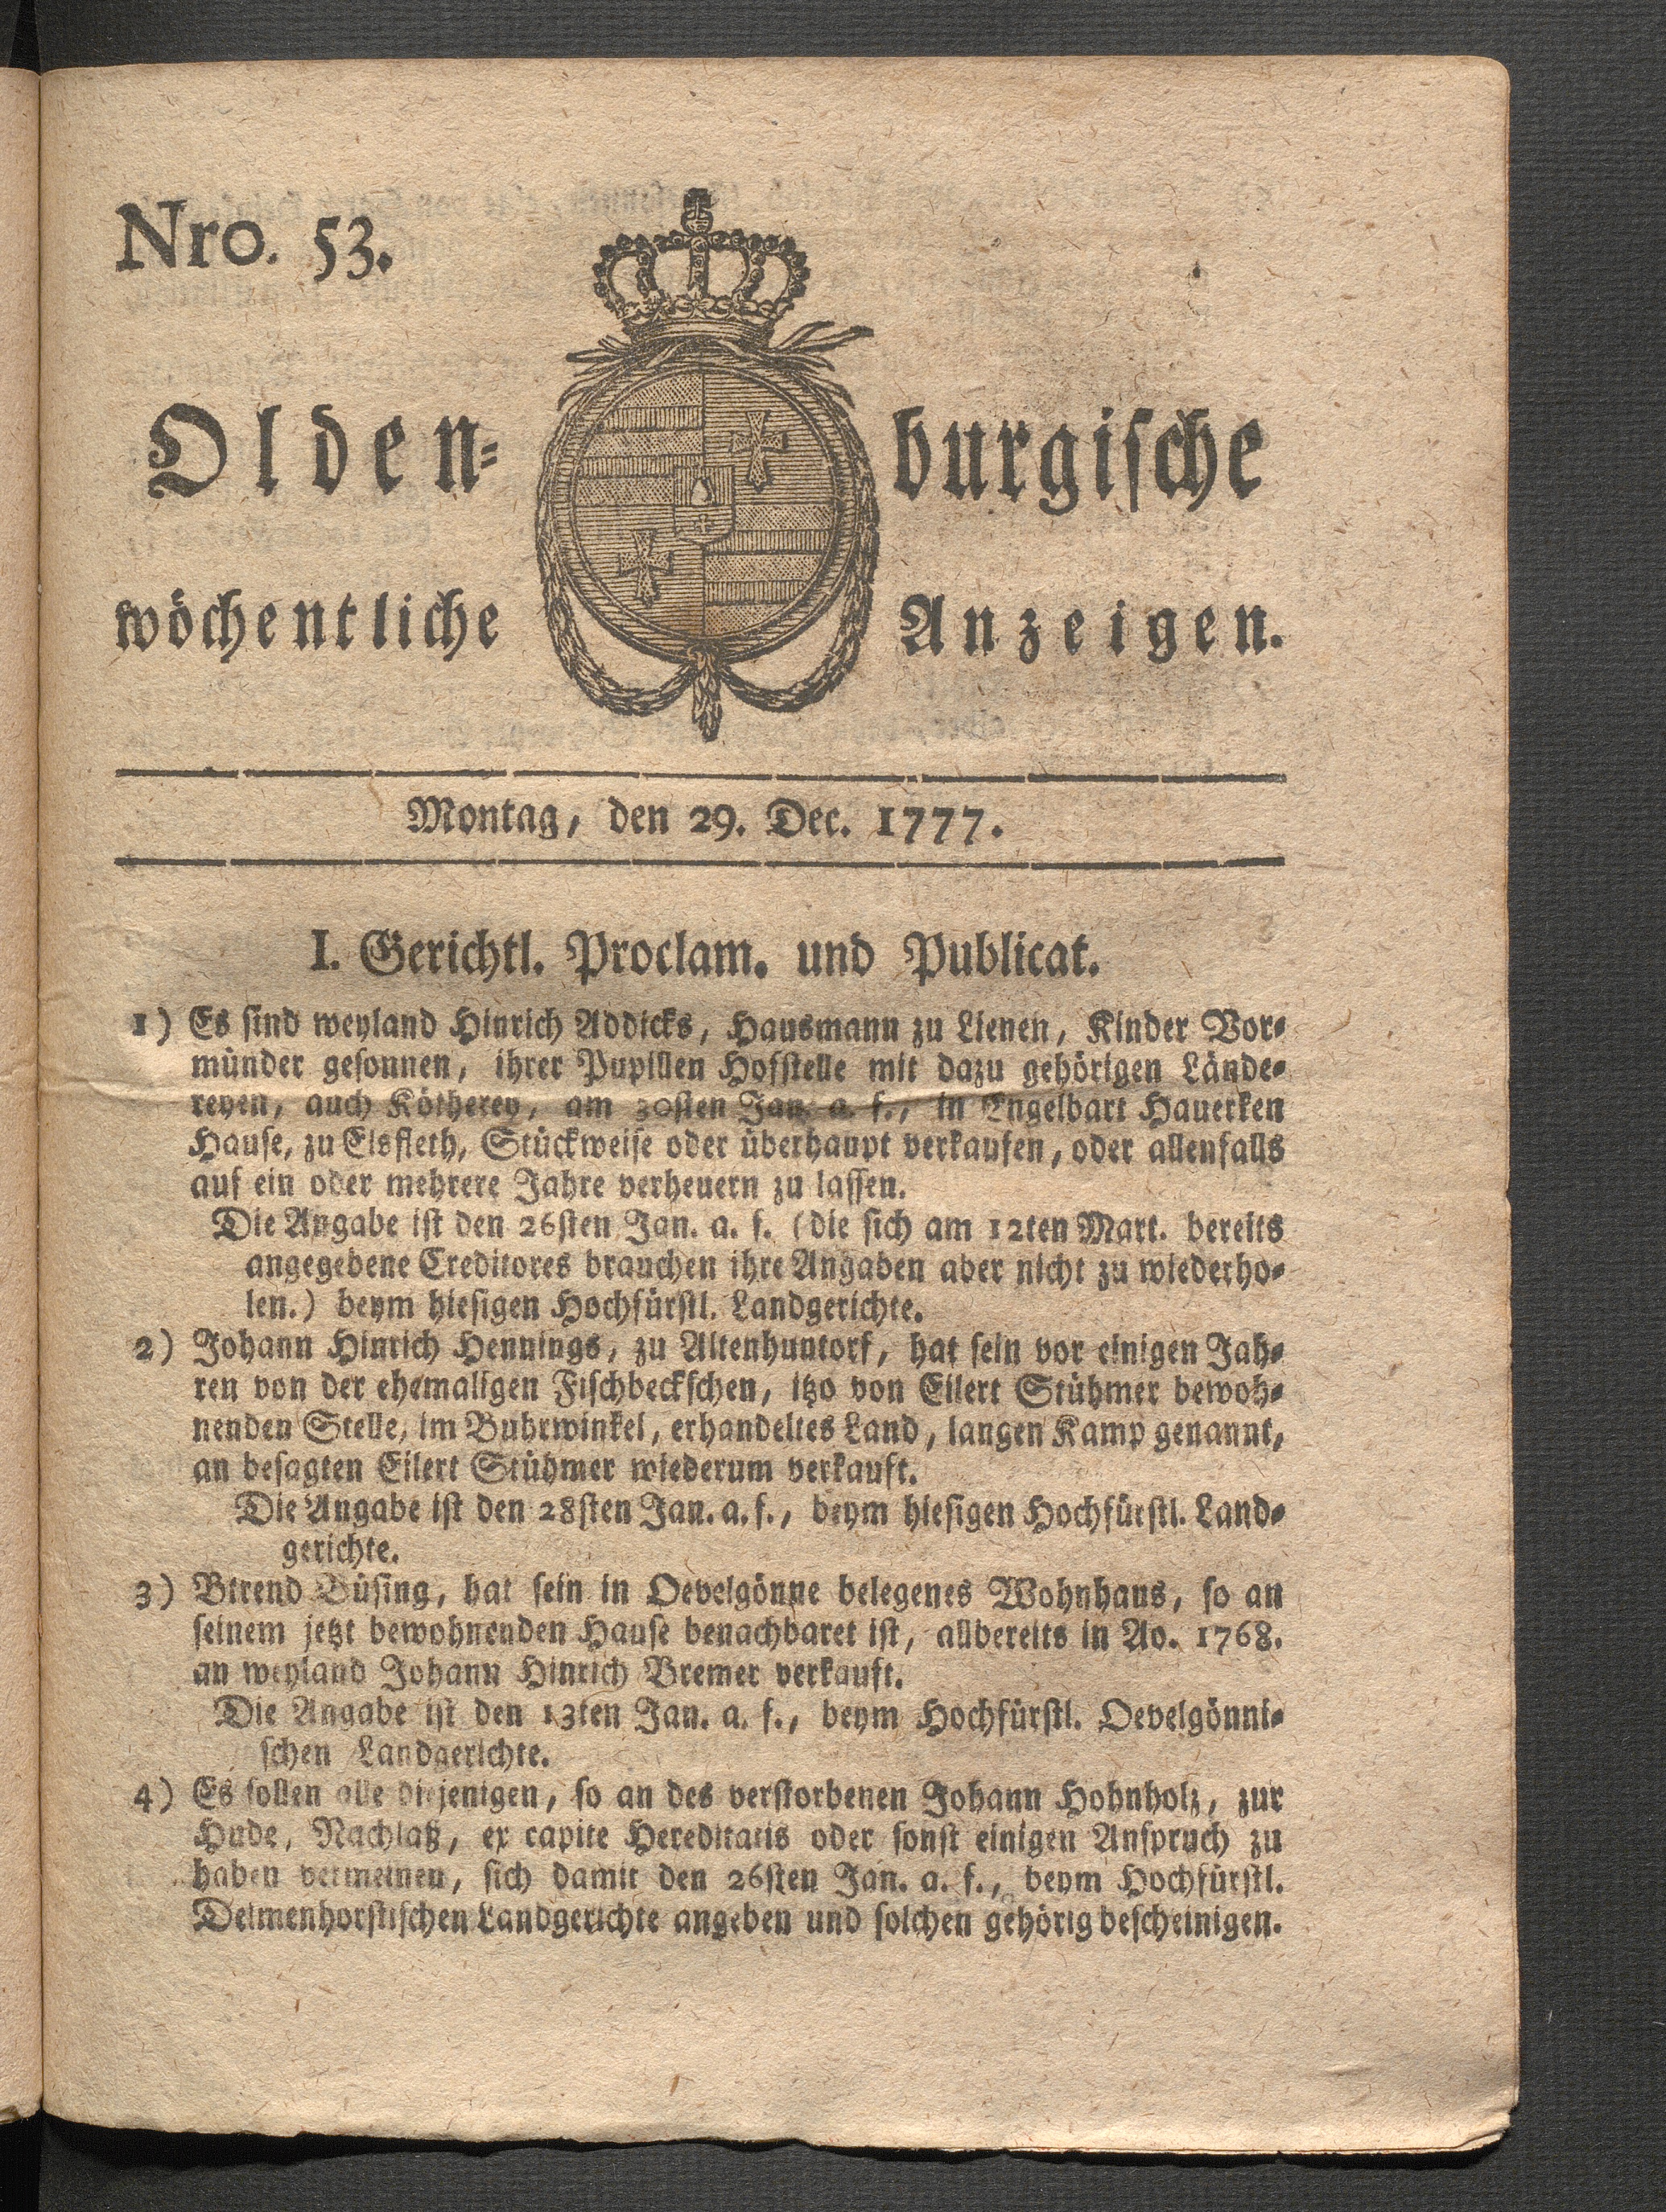 Nro. 53.
Olden- burgische
wöchentliche Anzeigen.
Montag, den 29. Dec. 1777.
I. Gerichtl. Proclam. und Publicat.
1) Es sind weyland Hinrich Addicks, Hausmann zu Lienen, Kinder Vor-
münder gesonnen, ihrer Pupillen Hofstelle mit dazu gehörigen Lände-
reyen, auch Kötherey, am 30sten Jan. a. f., in Engelbart Hauerken
Hause, zu Elsfleth, Stückweise oder überhaupt verkaufen, oder allenfalls
auf ein oder mehrere Jahre verheuern zu lassen.
Die Angabe ist den 26sten Jan. a. f. (die sich am 12ten Mart. bereits
angegebene Creditores brauchen ihre Angaben aber nicht zu wiederho-
len.) beym hiesigen Hochfürstl. Landgerichte.
2) Johann Hinrich Hennings, zu Altenhuntorf, hat sein vor einigen Jah-
ren von der ehemaligen Fischbeckschen, itzo von Eilert Stühmer bewoh-
nenden Stelle, im Buhrwinkel, erhandeltes Land, langen Kamp genannt,
an besagten Eilert Stühmer wiederum verkauft.
Die Angabe ist den 28sten Jan. a. f., beym hiesigen Hochfürstl. Land-
gerichte.
3) Btrend Büsing, hat sein in Oevelgönne belegenes Wohnhaus, so an
seinem jetzt bewohnenden Hause benachbaret ist, allbereits in Ao. 1768.
an weyland Johann Hinrich Bremer verkauft.
Die Angabe ist den 13ten Jan. a. f., beym Hochfürstl. Oevelgönni-
schen Landgerichte.
4) Es sollen alle diejenigen, so an des verstorbenen Johann Hohnholz, zur
Hude, Nachlaß, ex capite Hereditatis oder sonst einigen Anspruch zu
haben vermeinen, sich damit den 26sten Jan. a. f., beym Hochfürstl.
Delmenhorstischen Landgerichte angeben und solchen gehörig bescheinigen.